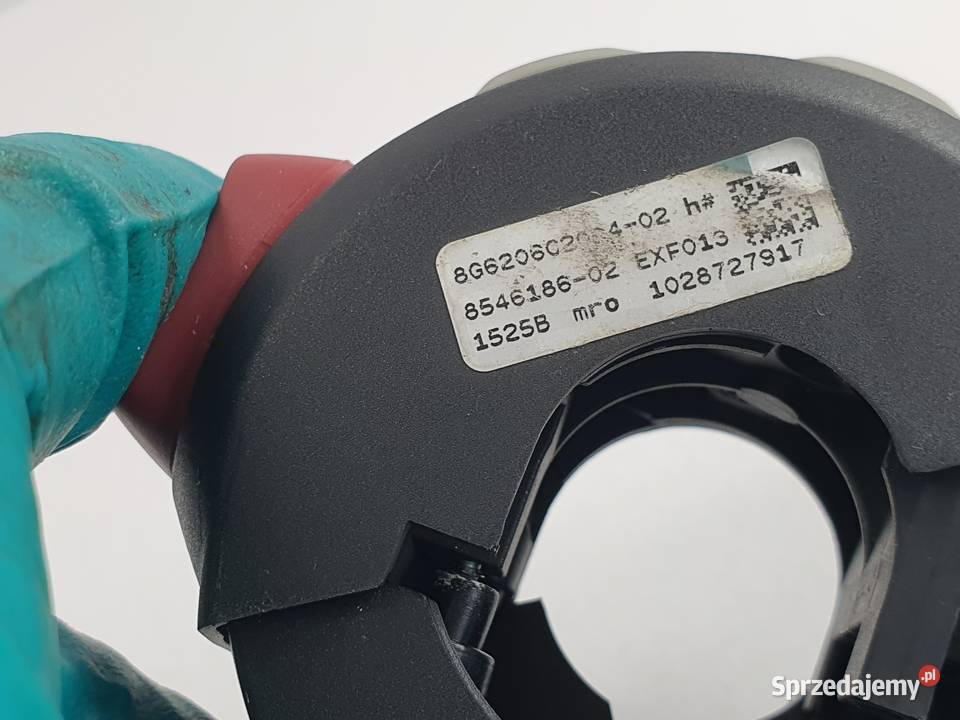 h#
8546186-02 EXF013
1525B mro 1028727917
Sprzedajemy.pl